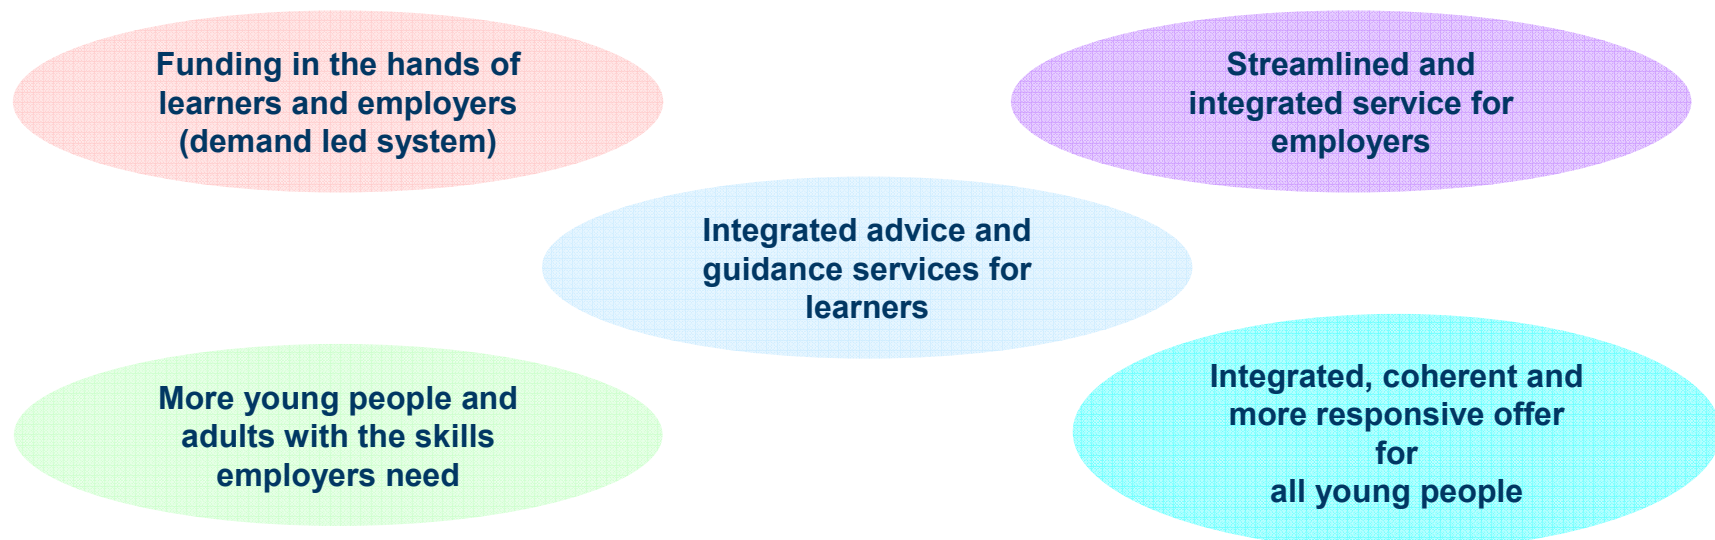 Funding in the hands of
learners and employers
(demand led system)
Streamlined and
integrated service for
employers
Integrated advice and
guidance services for
learners
More young people and
adults with the skills
employers need
Integrated, coherent and
more responsive offer
for
all young people